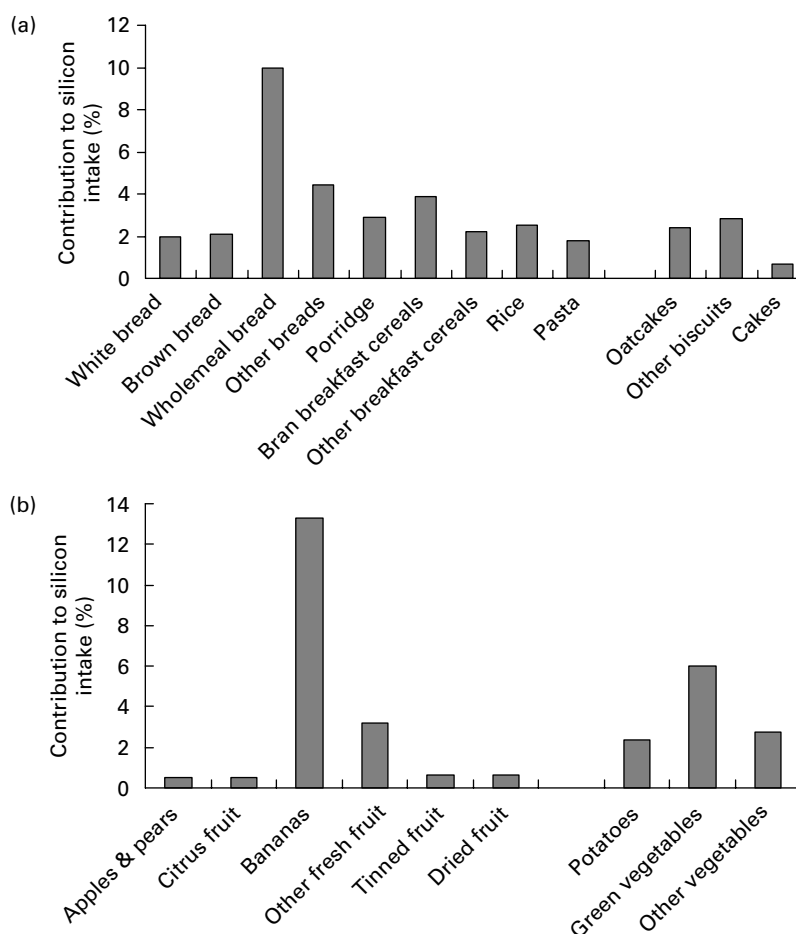 (a)
Contribution to silicon
intake (%)
12
10
8
6
4
2
0
White bread
Brown bread
Wholemeal bread
Other breads
Porridge
Bran breakfast cereals
Other breakfast cereals
Rice
Pasta
Oatcakes
Other biscuits
Cakes
(b)
Contribution to silicon
intake (%)
14
12
10
8
6
4
2
0
Apples & pears
Citrus fruit
Bananas
Other fresh fruit
Tinned fruit
Dried fruit
Potatoes
Green vegetables
Other vegetables